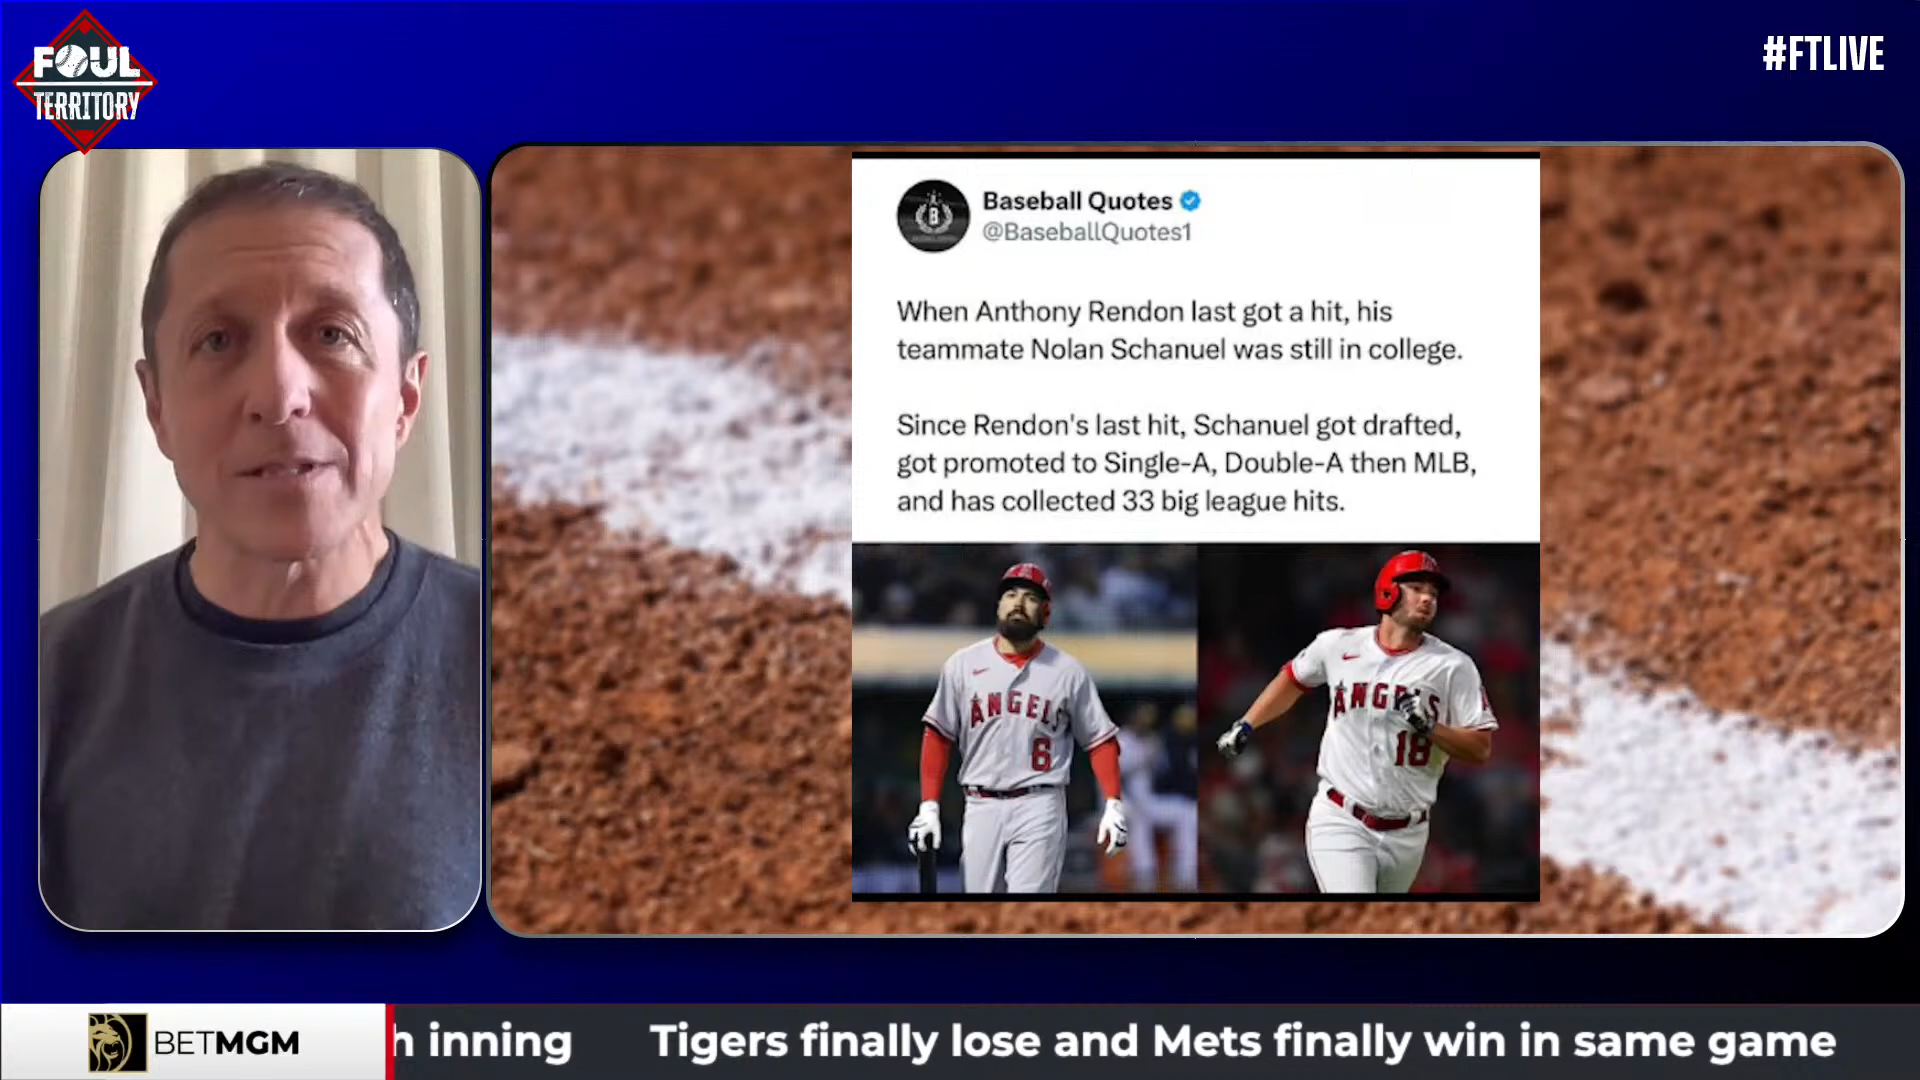 FOUL
TERRITORY
#FTLIVE
B
Baseball Quotes
@BaseballQuotes1
When Anthony Rendon last got a hit, his
teammate Nolan Schanuel was still in college.
Since Rendon's last hit, Schanuel got drafted,
got promoted to Single-A, Double-A then MLB,
and has collected 33 big league hits.
ANGELS
6
ANGELS
18
BETMGM
h inning Tigers finally lose and Mets finally win in same game